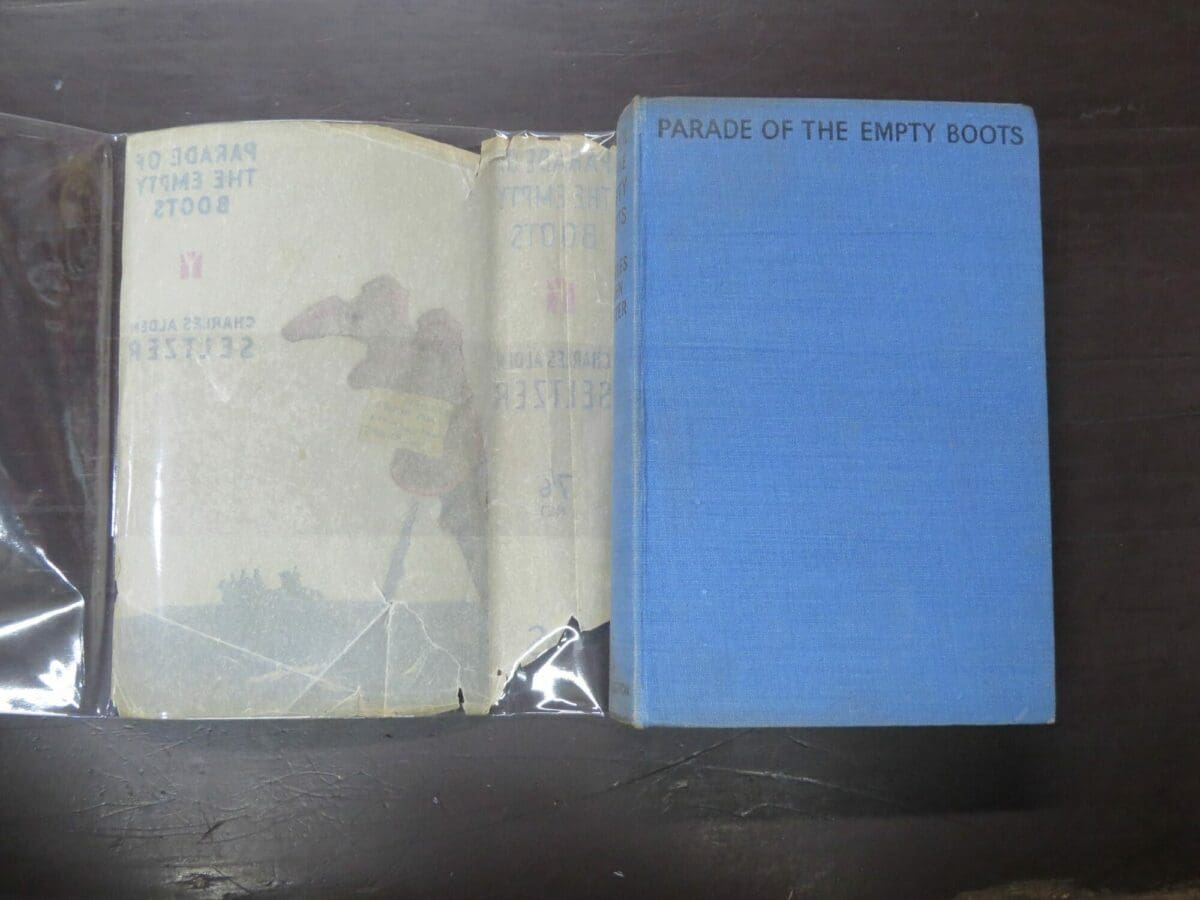 PARADE OF
THE EMPTY
BOOTS
CHARLES ALDEN
SELTZER
PARADE OF
THE EMPTY
BOOTS
CHARLES ALDEN
SELTZER
7/6
NET
PARADE OF THE EMPTY BOOTS